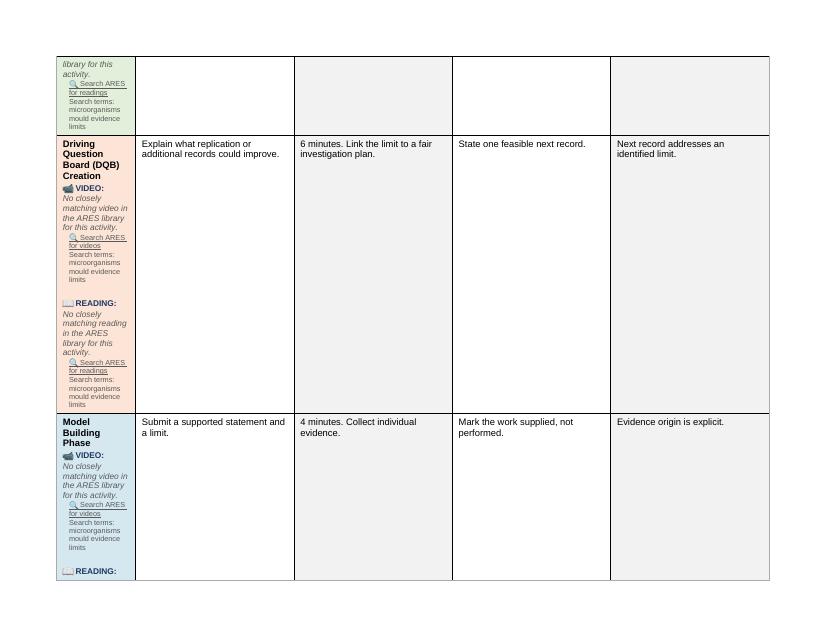 library for this
activity.
🔍 Search ARES
for readings
Search terms:
microorganisms
mould evidence
limits
Driving
Question
Board (DQB)
Creation
📹 VIDEO:
No closely
matching video in
the ARES library
for this activity.
🔍 Search ARES
for videos
Search terms:
microorganisms
mould evidence
limits
📖 READING:
No closely
matching reading
in the ARES
library for this
activity.
🔍 Search ARES
for readings
Search terms:
microorganisms
mould evidence
limits
Explain what replication or
additional records could improve.
6 minutes. Link the limit to a fair
investigation plan.
State one feasible next record.
Next record addresses an
identified limit.
Model
Building
Phase
📹 VIDEO:
No closely
matching video in
the ARES library
for this activity.
🔍 Search ARES
for videos
Search terms:
microorganisms
mould evidence
limits
📖 READING:
Submit a supported statement and
a limit.
4 minutes. Collect individual
evidence.
Mark the work supplied, not
performed.
Evidence origin is explicit.